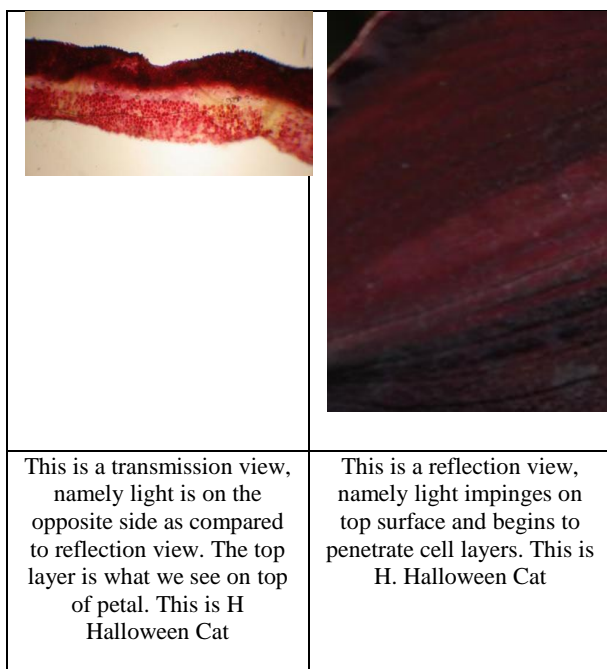 This is a transmission view,
namely light is on the
opposite side as compared
to reflection view. The top
layer is what we see on top
of petal. This is H
Halloween Cat
This is a reflection view,
namely light impinges on
top surface and begins to
penetrate cell layers. This is
H. Halloween Cat